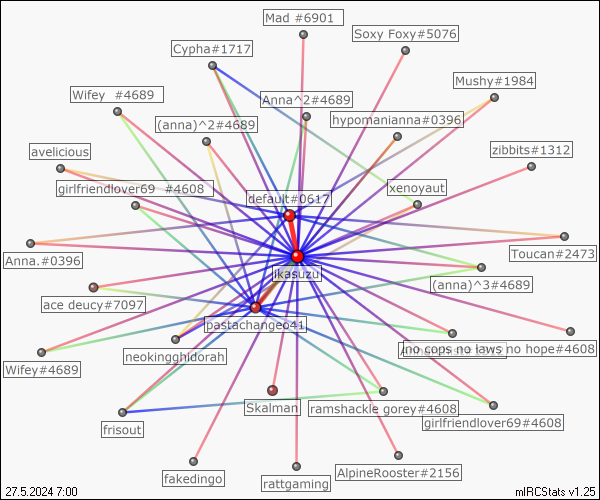 Mad #6901
Soxy Foxy#5076
Cypha#1717
Mushy#1984
Wifey  #4689
Anna^2#4689
(anna)^2#4689
hypomanianna#0396
avelicious
zibbits#1312
girlfriendlover69  #4608
xenoyaut
default#0617
Anna.#0396
Toucan#2473
jkasuzu
(anna)^3#4689
ace deucy#7097
pastachangeo41
Wifey#4689
neokingghidorah
(no cops no laws no hope#4608
Skalman
ramshackle gorey#4608
girlfriendlover69#4608
frisout
fakedingo
rattgaming
AlpineRooster#2156
27.5.2024 7:00
mIRCStats v1.25